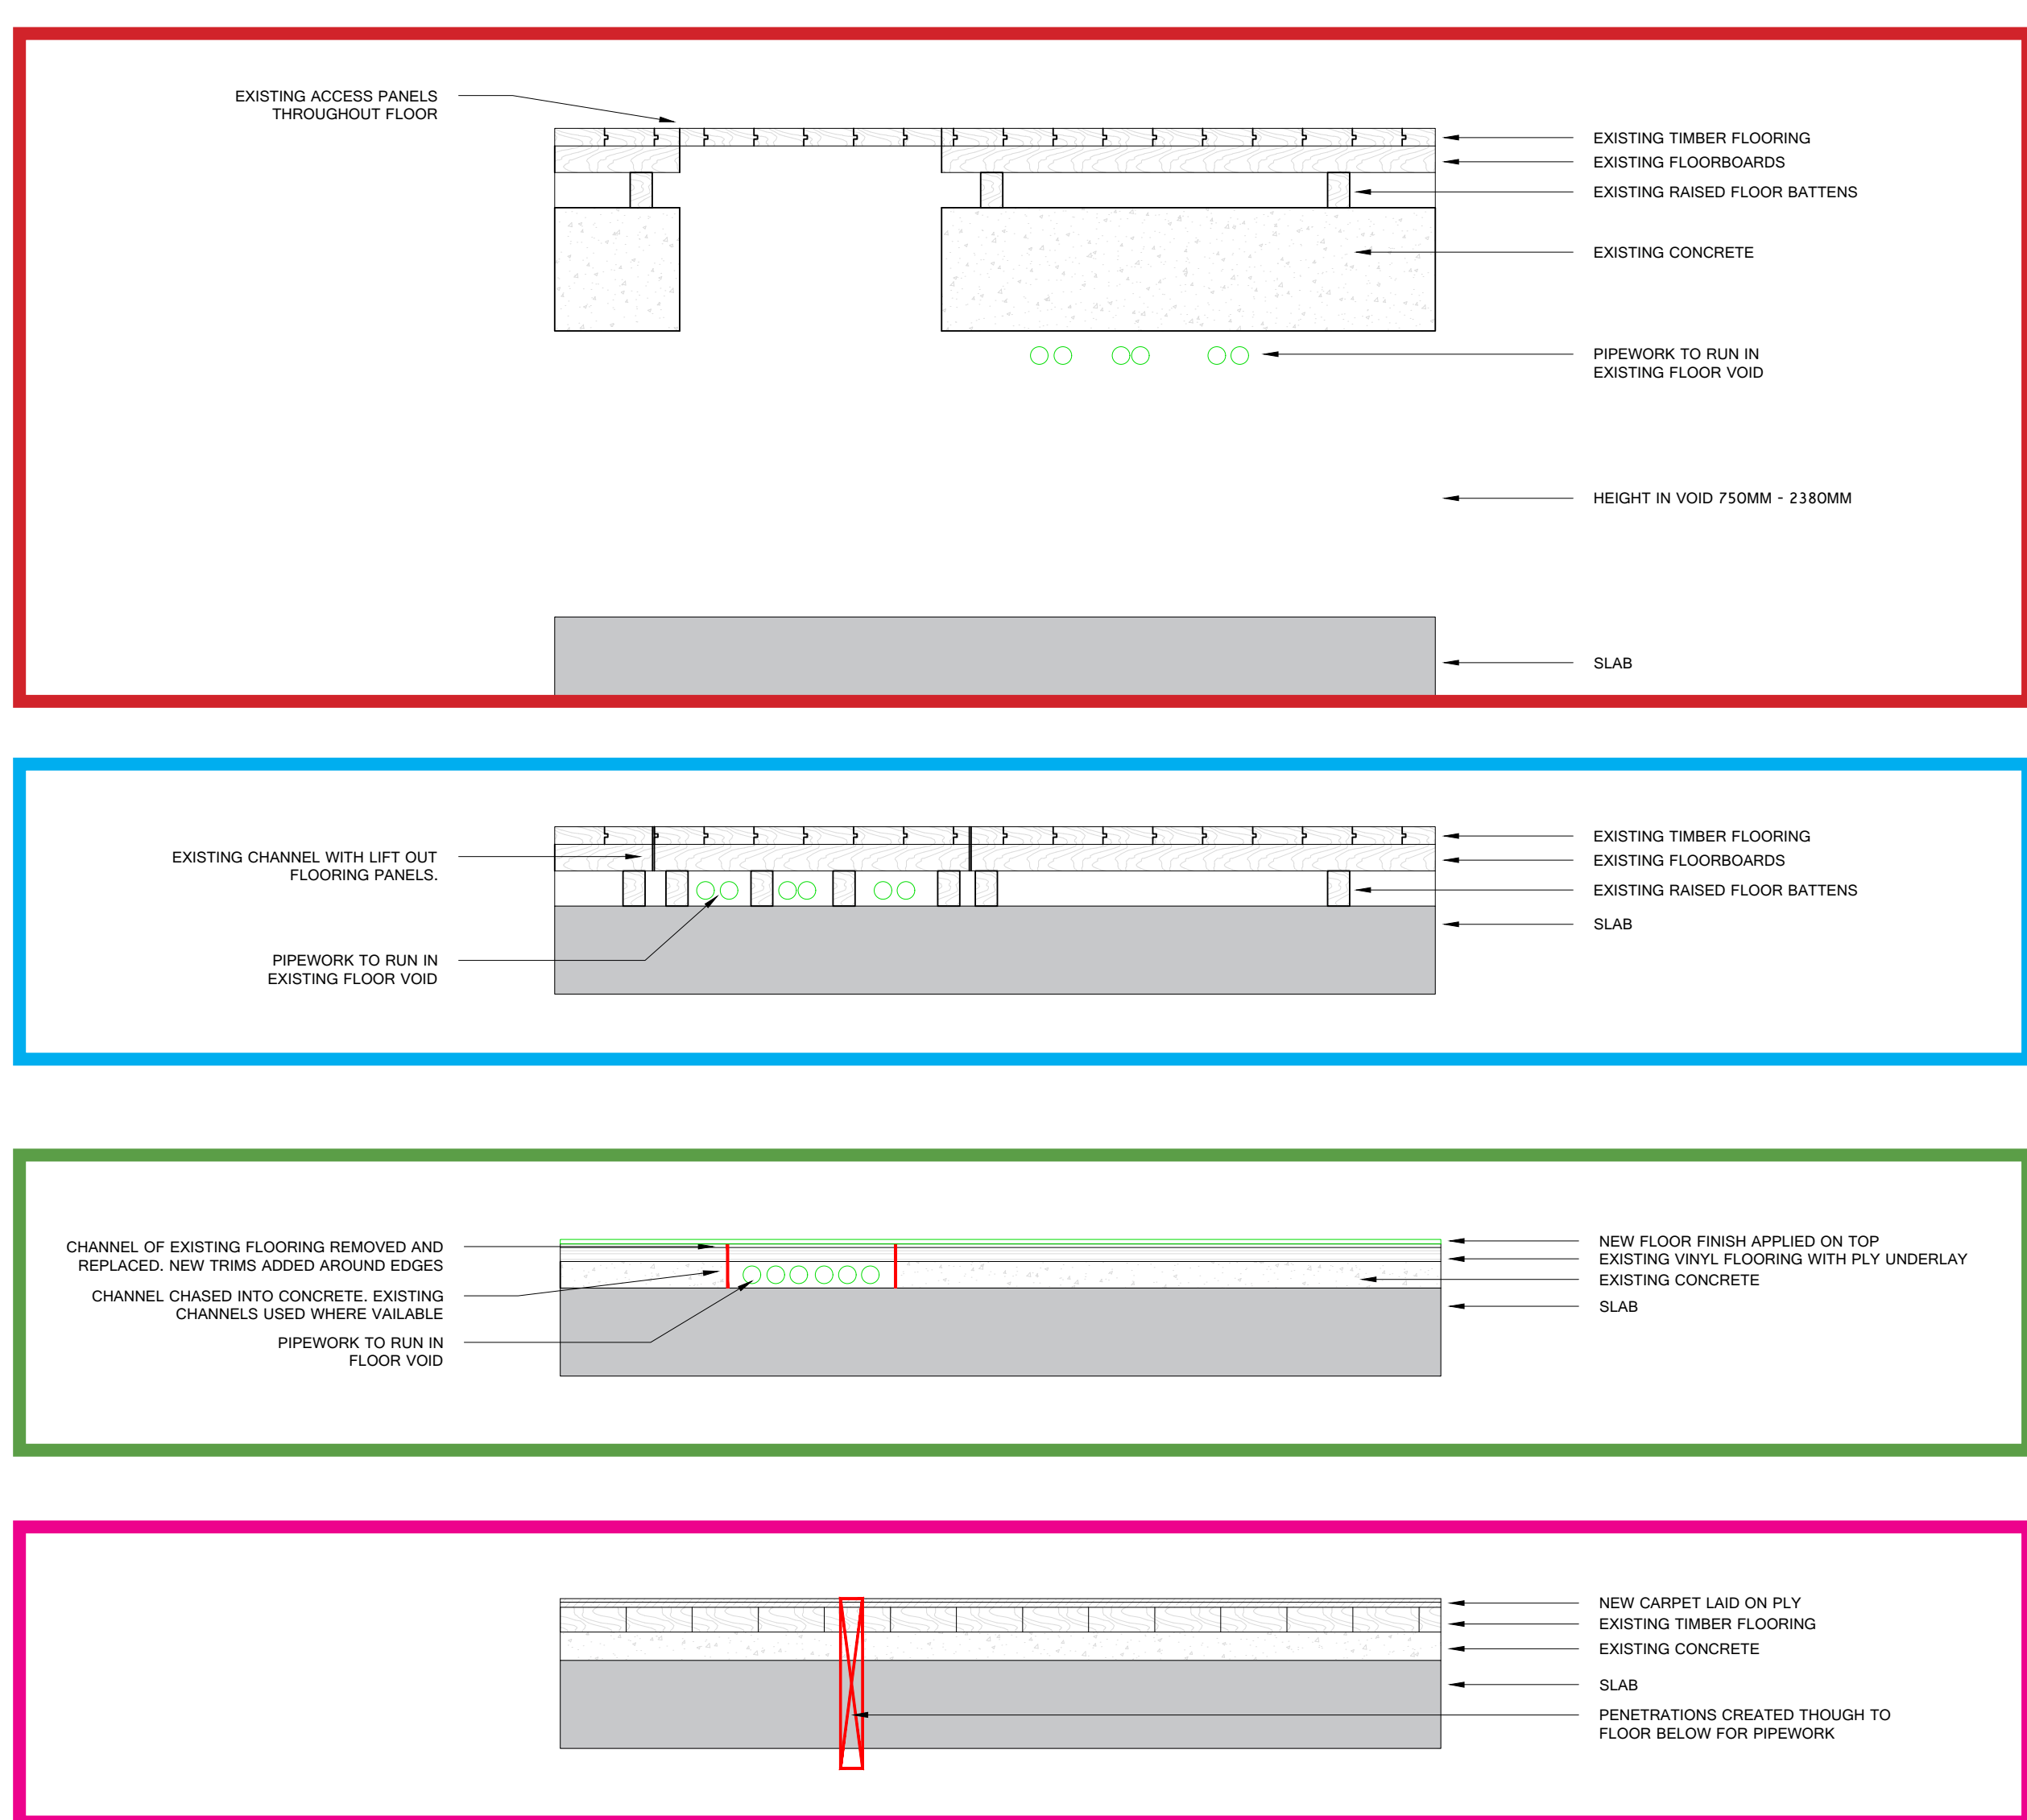 EXISTING ACCESS PANELS
THROUGHOUT FLOOR
EXISTING TIMBER FLOORING
EXISTING FLOORBOARDS
EXISTING RAISED FLOOR BATTENS
EXISTING CONCRETE
PIPEWORK TO RUN IN
EXISTING FLOOR VOID
HEIGHT IN VOID 750MM - 2380MM
SLAB
EXISTING CHANNEL WITH LIFT OUT
FLOORING PANELS.
PIPEWORK TO RUN IN
EXISTING FLOOR VOID
EXISTING TIMBER FLOORING
EXISTING FLOORBOARDS
EXISTING RAISED FLOOR BATTENS
SLAB
CHANNEL OF EXISTING FLOORING REMOVED AND
REPLACED. NEW TRIMS ADDED AROUND EDGES
CHANNEL CHASED INTO CONCRETE. EXISTING
CHANNELS USED WHERE VAILABLE
PIPEWORK TO RUN IN
FLOOR VOID
NEW FLOOR FINISH APPLIED ON TOP
EXISTING VINYL FLOORING WITH PLY UNDERLAY
EXISTING CONCRETE
SLAB
NEW CARPET LAID ON PLY
EXISTING TIMBER FLOORING
EXISTING CONCRETE
SLAB
PENETRATIONS CREATED THOUGH TO
FLOOR BELOW FOR PIPEWORK